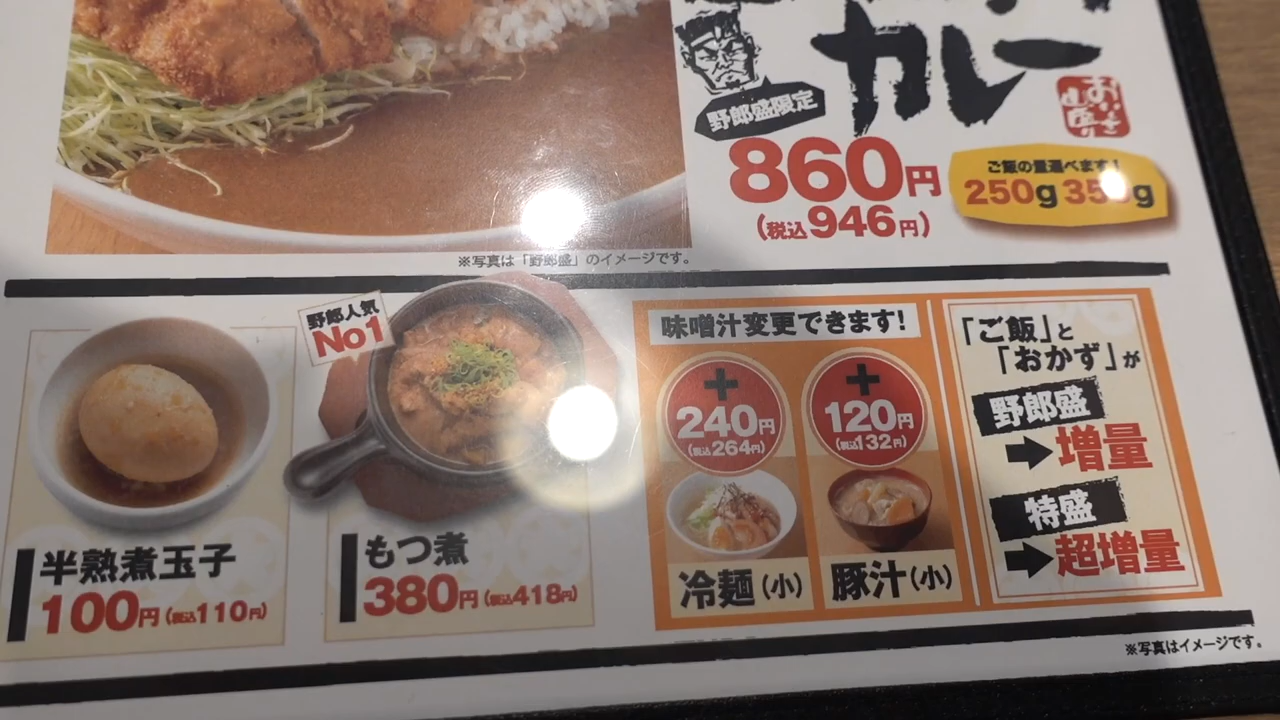 カレー
野郎盛限定
860円
(税込946円)
ご飯の量選べます!
250g 350g
※写真は「野郎盛」のイメージです。
野郎人気
No1
半熟煮玉子
100円(税込110円)
もつ煮
380円(税込418円)
味噌汁変更できます!
+
240円
(税込264円)
冷麺(小)
+
120円
(税込132円)
豚汁(小)
「ご飯」と
「おかず」が
野郎盛
増量
特盛
超増量
※写真はイメージです。